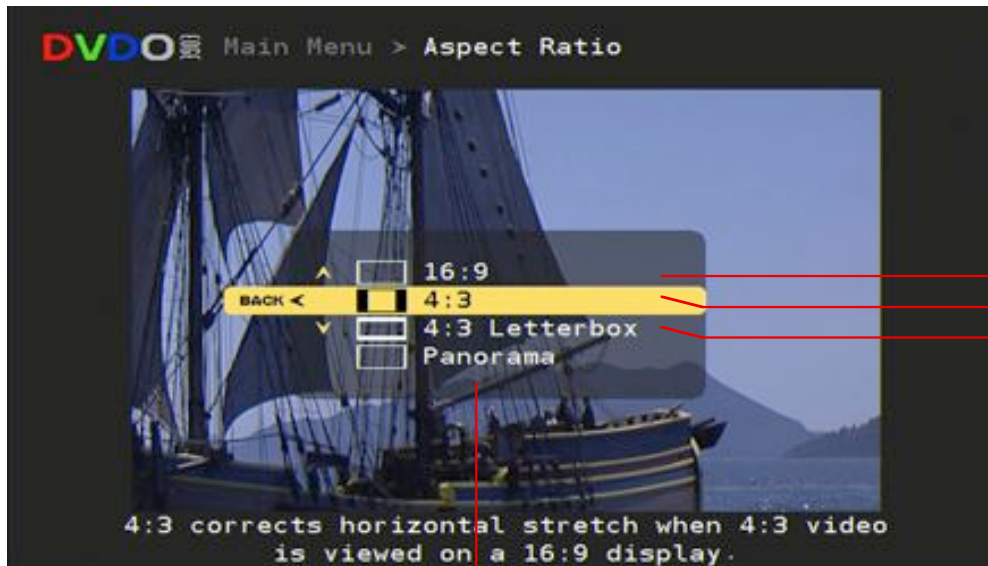 DVDO Main Menu > Aspect Ratio
16:9
BACK < 4:3
4:3 Letterbox
Panorama
4:3 corrects horizontal stretch when 4:3 video
is viewed on a 16:9 display.